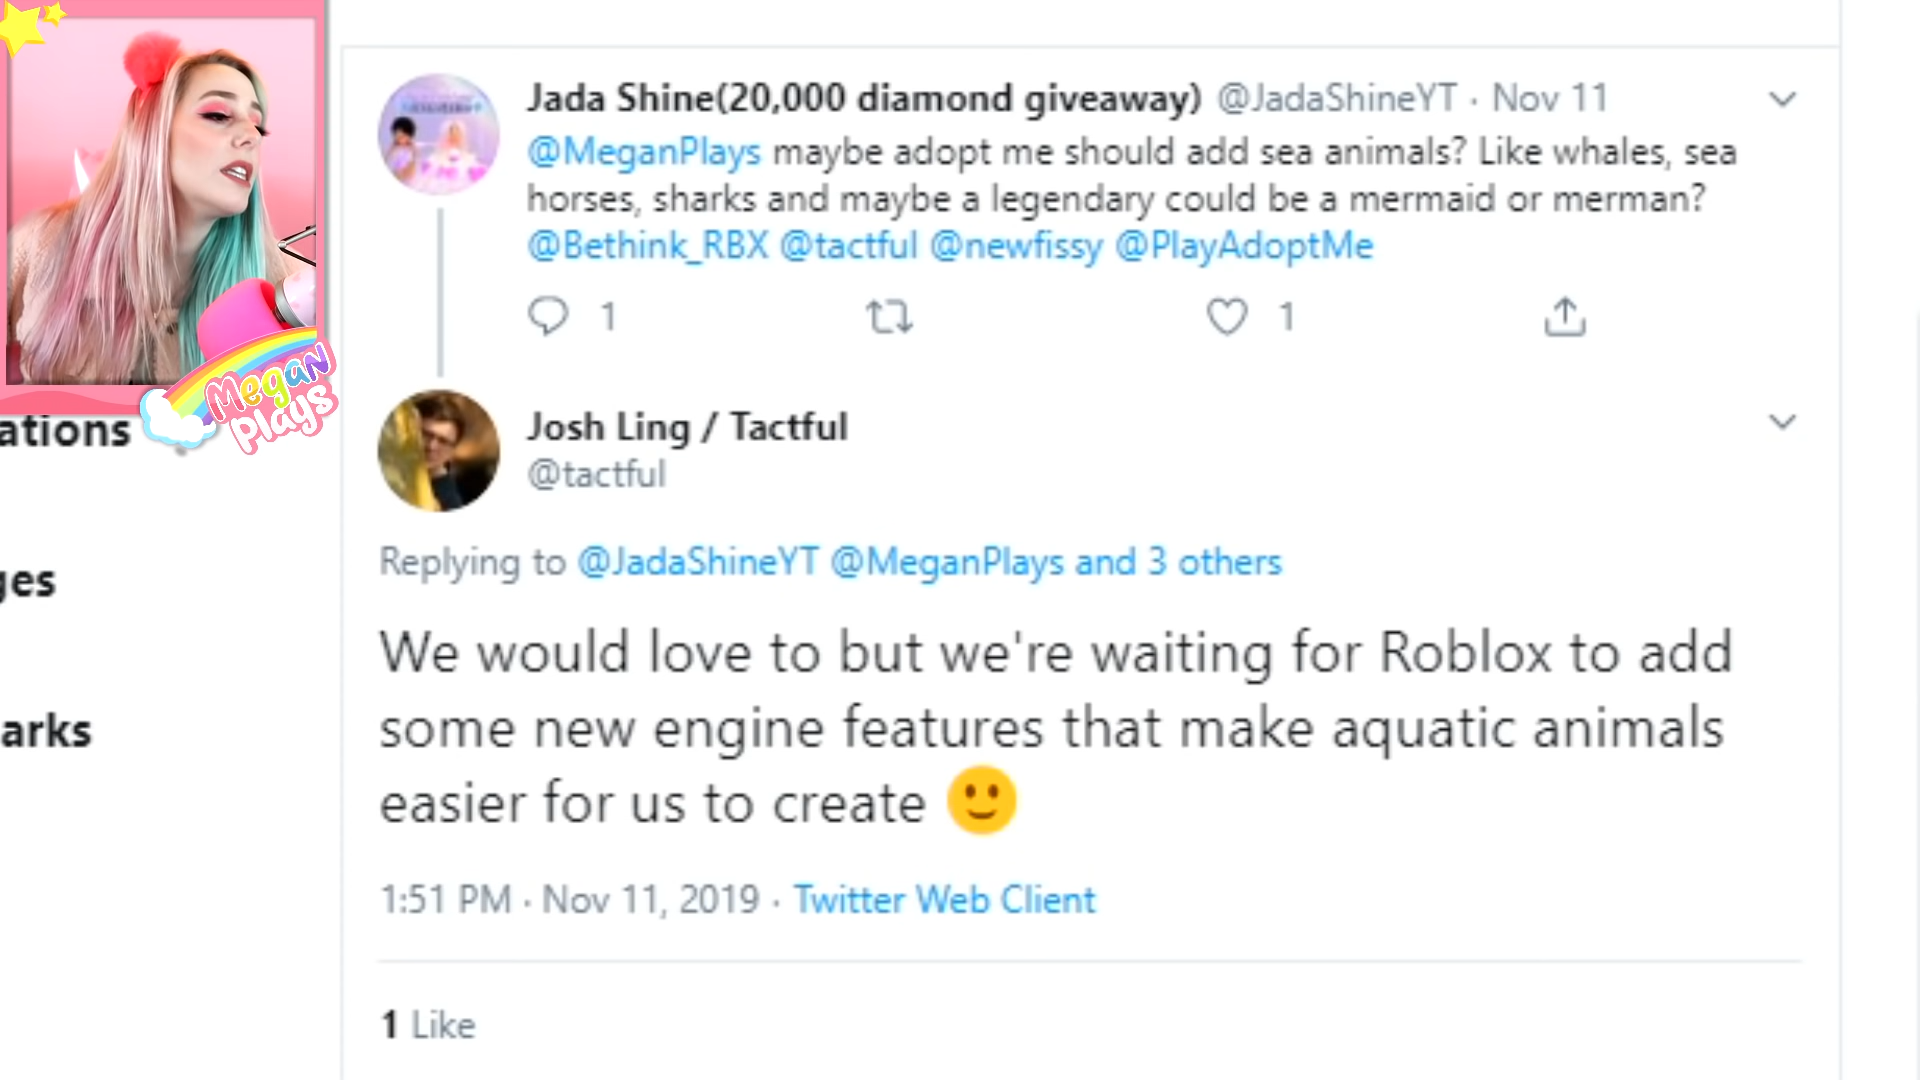 Megan
Plays
ations
ges
arks
Jada Shine(20,000 diamond giveaway) @JadaShineYT · Nov 11
@MeganPlays maybe adopt me should add sea animals? Like whales, sea
horses, sharks and maybe a legendary could be a mermaid or merman?
@Bethink_RBX @tactful @newfissy @PlayAdoptMe
1
1
Josh Ling / Tactful
@tactful
Replying to @JadaShineYT @MeganPlays and 3 others
We would love to but we're waiting for Roblox to add
some new engine features that make aquatic animals
easier for us to create 🙂
1:51 PM · Nov 11, 2019 · Twitter Web Client
1 Like